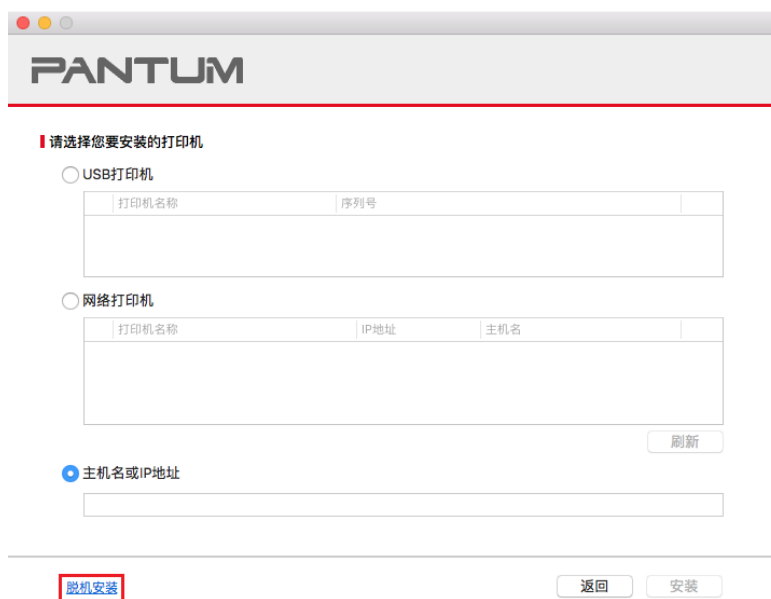 PANTUM
请选择您要安装的打印机
USB打印机
打印机名称 序列号
网络打印机
打印机名称 IP地址 主机名
刷新
主机名或IP地址
脱机安装 返回 安装